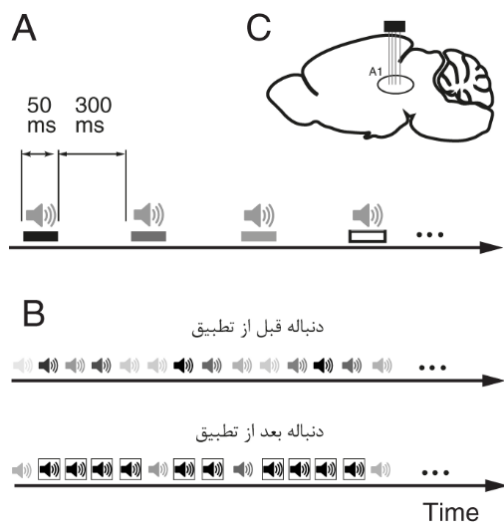 A
C
A1
50
ms
300
ms
...
B
دنباله قبل از تطبیق
...
دنباله بعد از تطبیق
...
Time